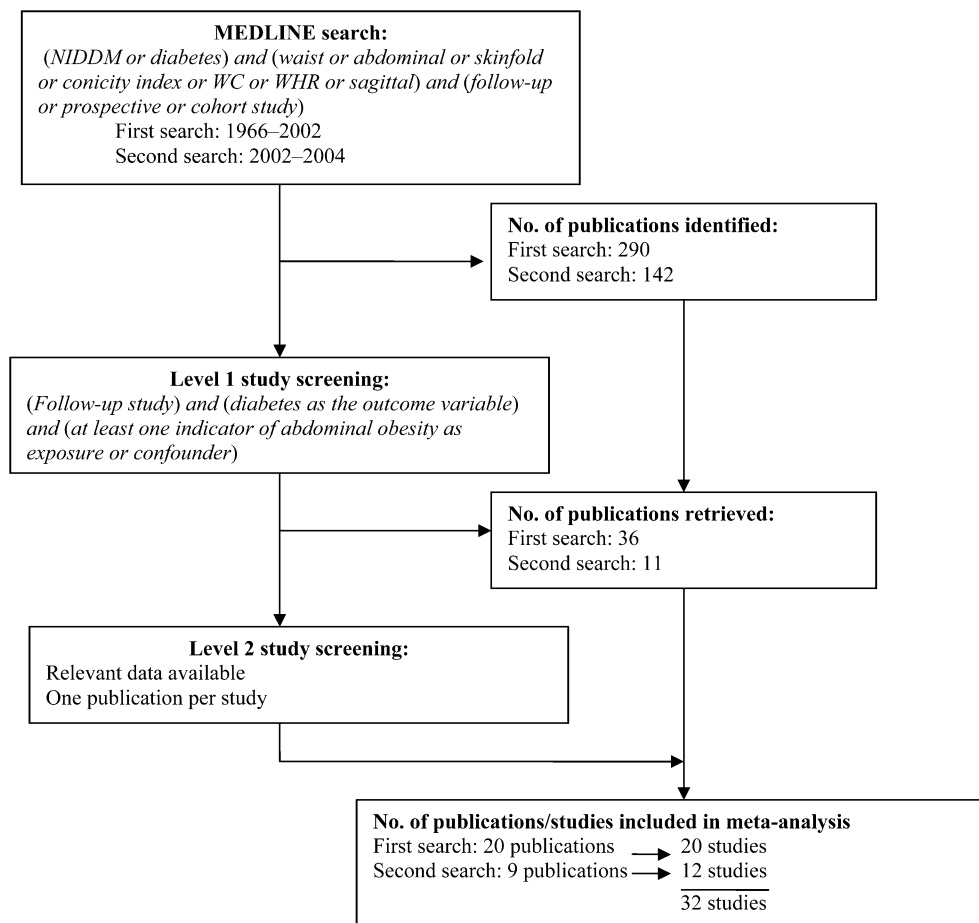 MEDLINE search:
(NIDDM or diabetes) and (waist or abdominal or skinfold
or conicity index or WC or WHR or sagittal) and (follow-up
or prospective or cohort study)
First search: 1966–2002
Second search: 2002–2004
No. of publications identified:
First search: 290
Second search: 142
Level 1 study screening:
(Follow-up study) and (diabetes as the outcome variable)
and (at least one indicator of abdominal obesity as
exposure or confounder)
No. of publications retrieved:
First search: 36
Second search: 11
Level 2 study screening:
Relevant data available
One publication per study
No. of publications/studies included in meta-analysis
First search: 20 publications 20 studies
Second search: 9 publications 12 studies
32 studies